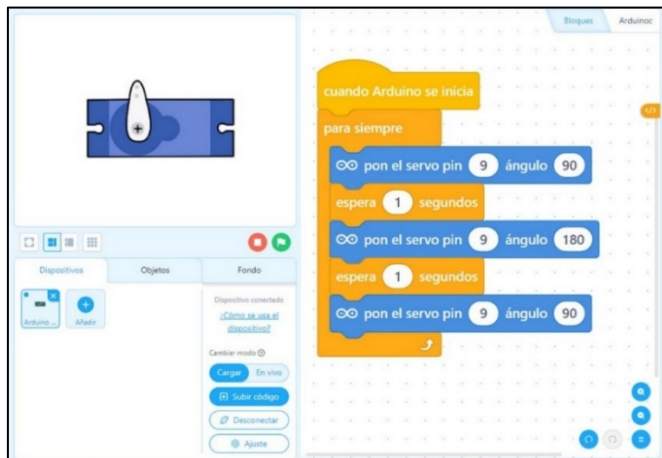 Bloques
Arduinoc
cuando Arduino se inicia
para siempre
pon el servo pin 9 ángulo 90
espera 1 segundos
pon el servo pin 9 ángulo 180
espera 1 segundos
pon el servo pin 9 ángulo 90
Dispositivos
Objetos
Fondo
Arduino ...
Añadir
Dispositivo conectado
¿Cómo se usa el
dispositivo?
Cambiar modo
Cargar
En vivo
Subir código
Desconectar
Ajuste